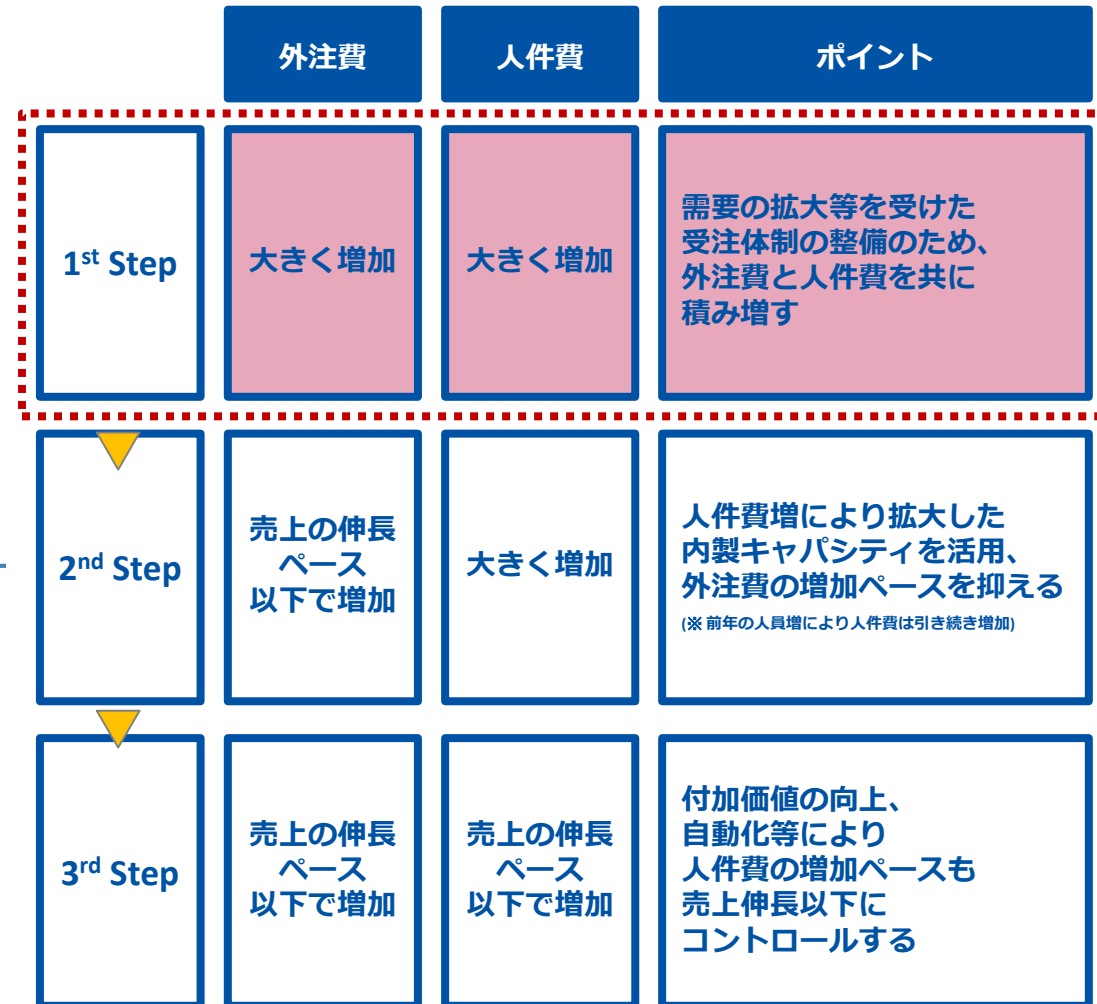 外注費
人件費
ポイント
1st Step
大きく増加
大きく増加
需要の拡大等を受けた
受注体制の整備のため、
外注費と人件費を共に
積み増す
2nd Step
売上の伸長
ペース
以下で増加
大きく増加
人件費増により拡大した
内製キャパシティを活用、
外注費の増加ペースを抑える
(※ 前年の人員増により人件費は引き続き増加)
3rd Step
売上の伸長
ペース
以下で増加
売上の伸長
ペース
以下で増加
付加価値の向上、
自動化等により
人件費の増加ペースも
売上伸長以下に
コントロールする